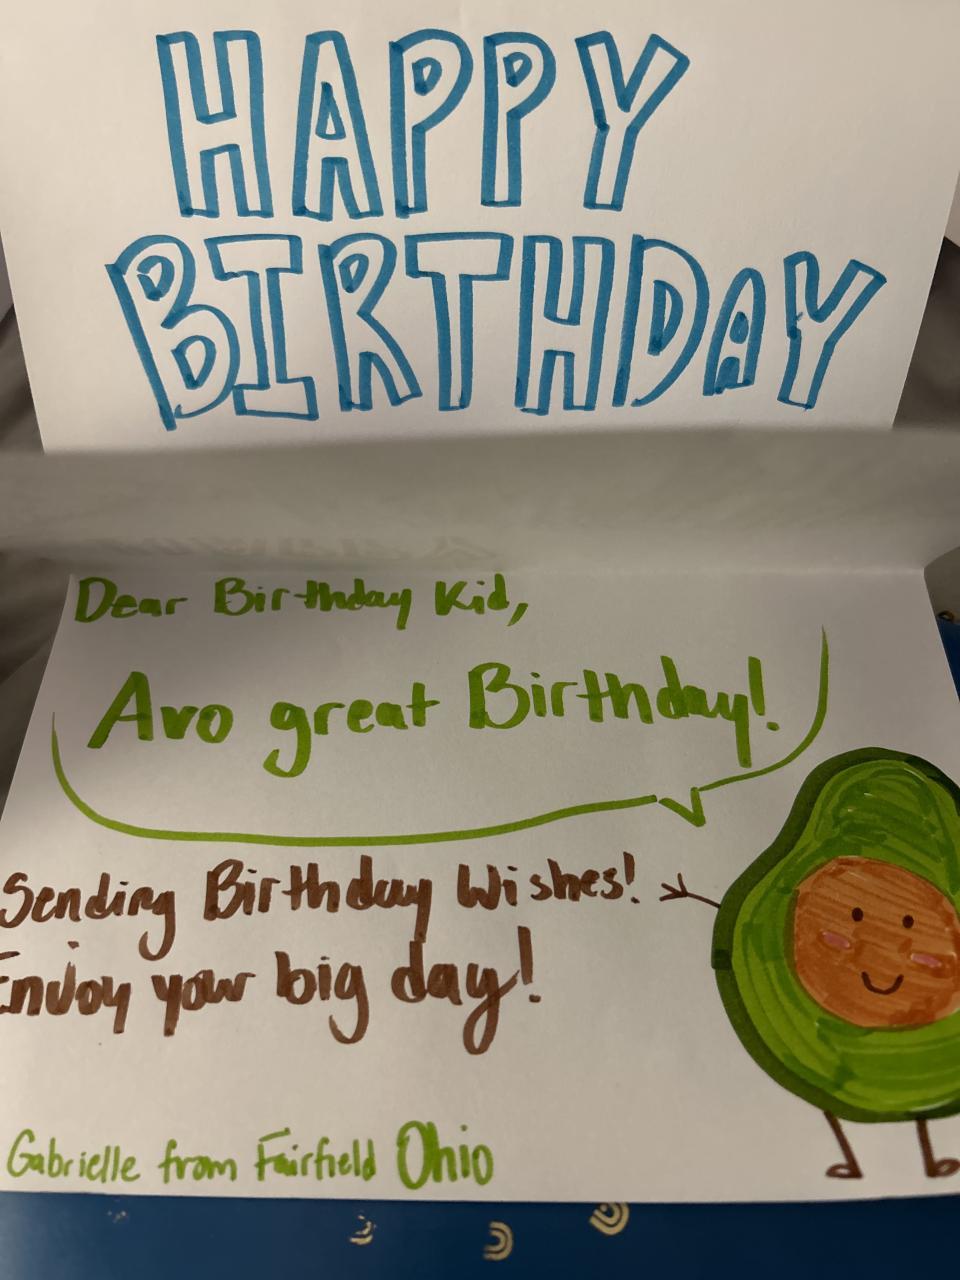 HAPPY
BIRTHDAY
Dear Birthday Kid,
Avo great Birthday!
Sending Birthday Wishes!
Enjoy your big day!
Gabrielle from Fairfield Ohio